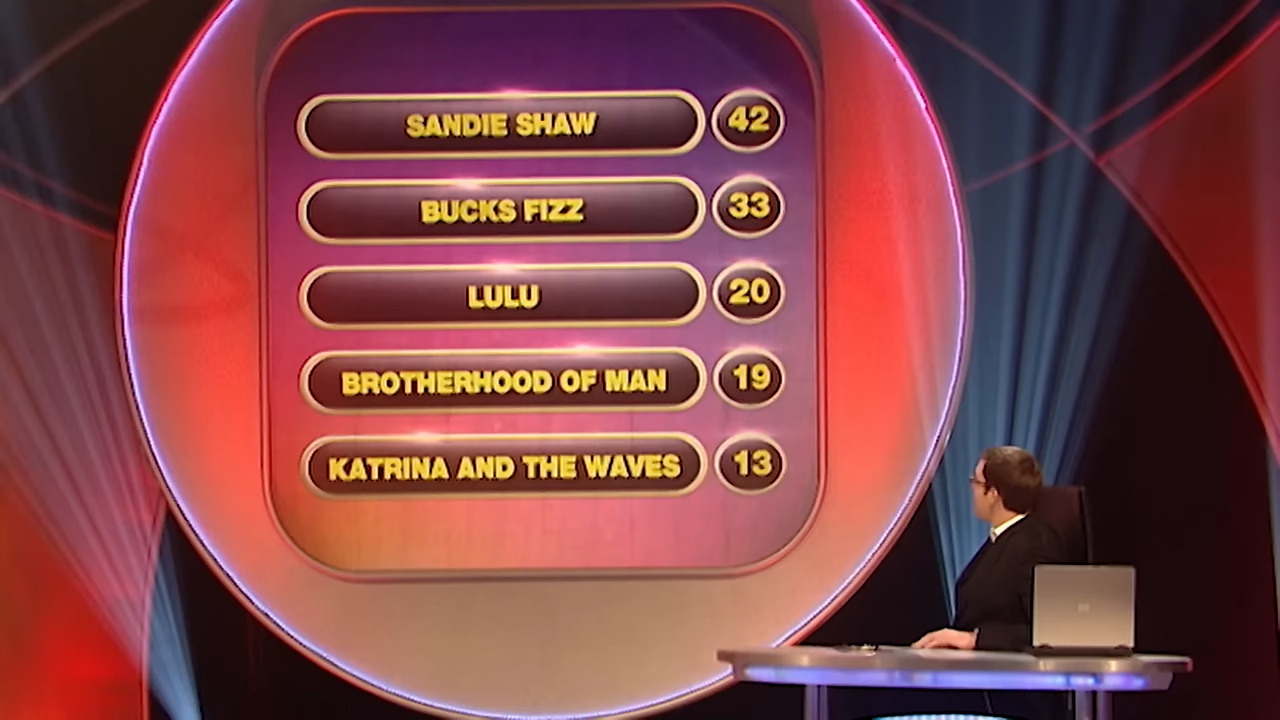 SANDIE SHAW 42
BUCKS FIZZ 33
LULU 20
BROTHERHOOD OF MAN 19
KATRINA AND THE WAVES 13